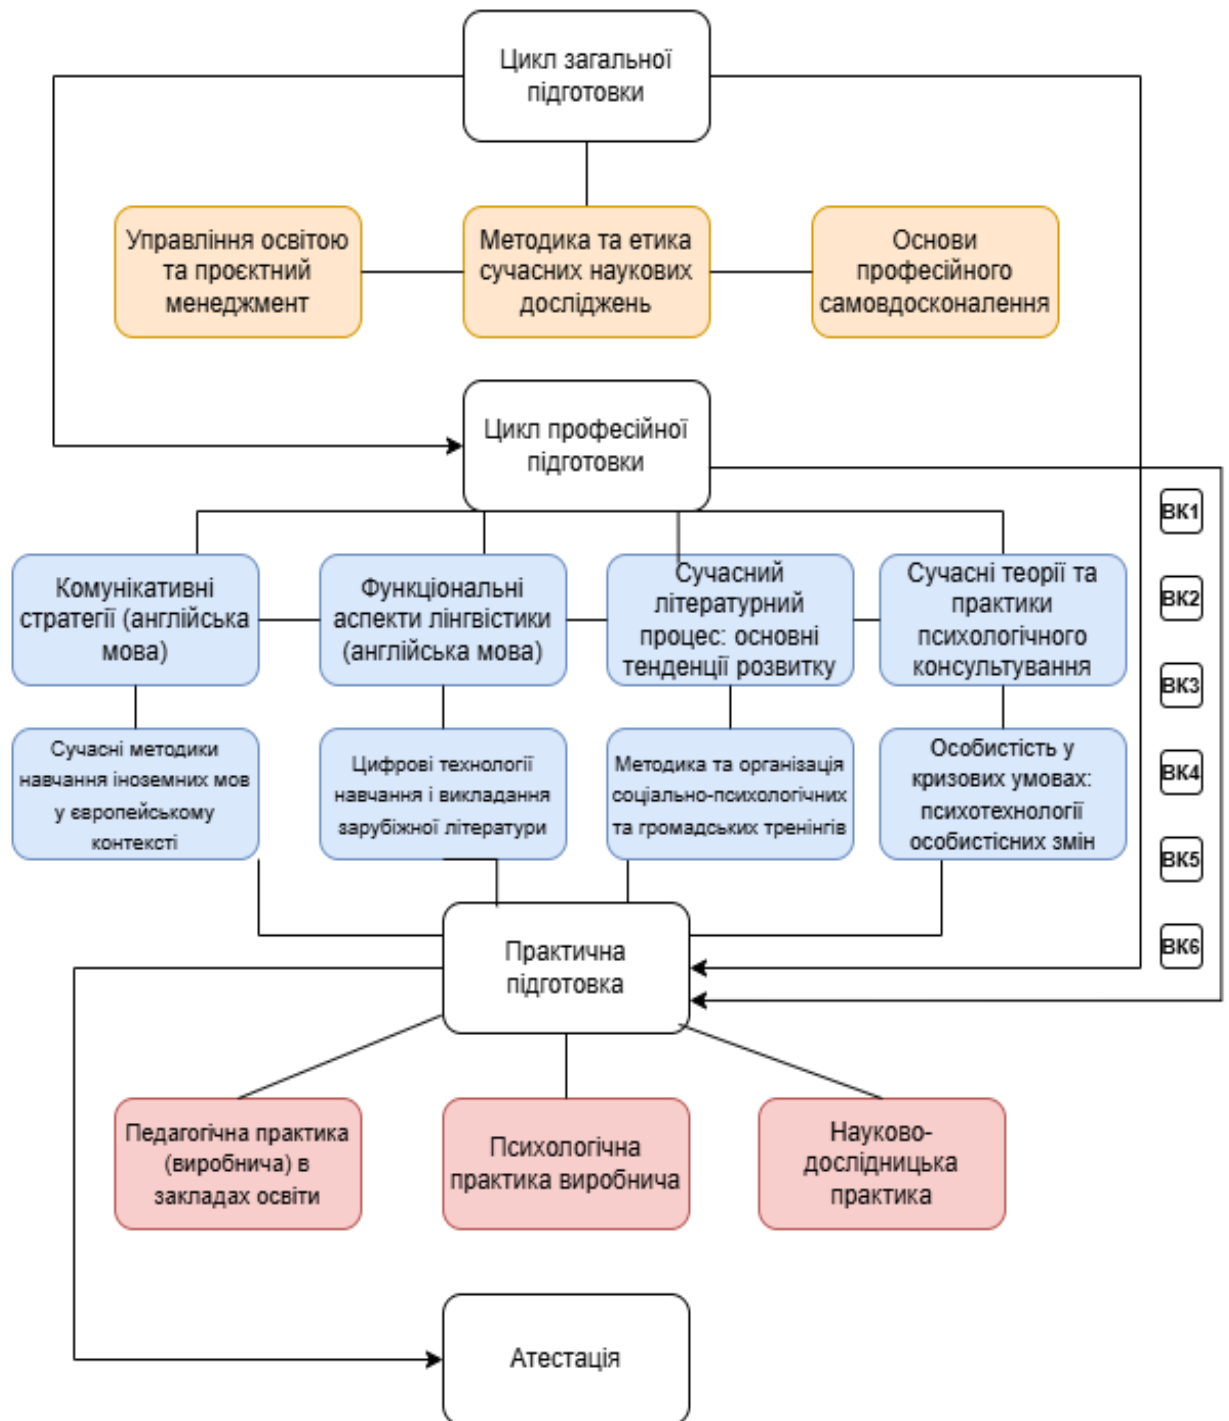 Цикл загальної
підготовки
Управління освітою
та проєктний
менеджмент
Методика та етика
сучасних наукових
досліджень
Основи
професійного
самовдосконалення
Цикл професійної
підготовки
ВК1
ВК2
ВК3
ВК4
ВК5
ВК6
Комунікативні
стратегії (англійська
мова)
Функціональні
аспекти лінгвістики
(англійська мова)
Сучасний
літературний
процес: основні
тенденції розвитку
Сучасні теорії та
практики
психологічного
консультування
Сучасні методики
навчання іноземних мов
у європейському
контексті
Цифрові технології
навчання і викладання
зарубіжної літератури
Методика та організація
соціально-психологічних
та громадських тренінгів
Особистість у
кризових умовах:
психотехнології
особистісних змін
Практична
підготовка
Педагогічна практика
(виробнича) в
закладах освіти
Психологічна
практика виробнича
Науково-
дослідницька
практика
Атестація